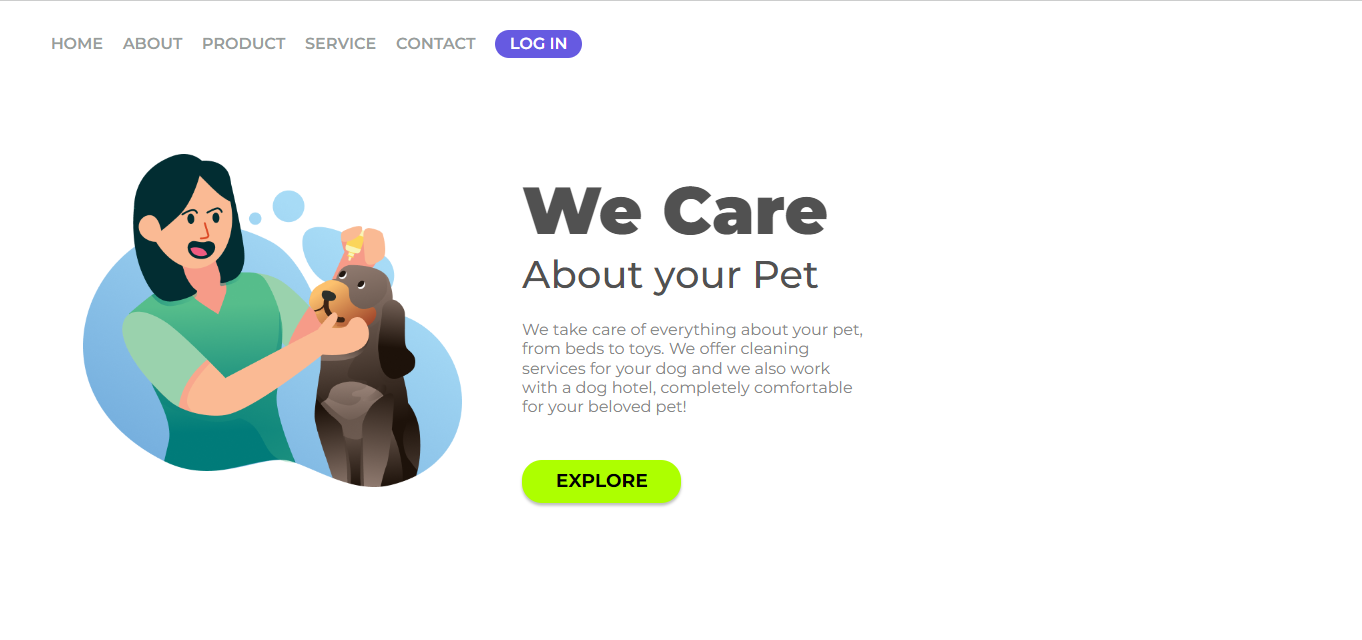 HOME ABOUT PRODUCT SERVICE CONTACT LOG IN
We Care
About your Pet
We take care of everything about your pet,
from beds to toys. We offer cleaning
services for your dog and we also work
with a dog hotel, completely comfortable
for your beloved pet!
EXPLORE